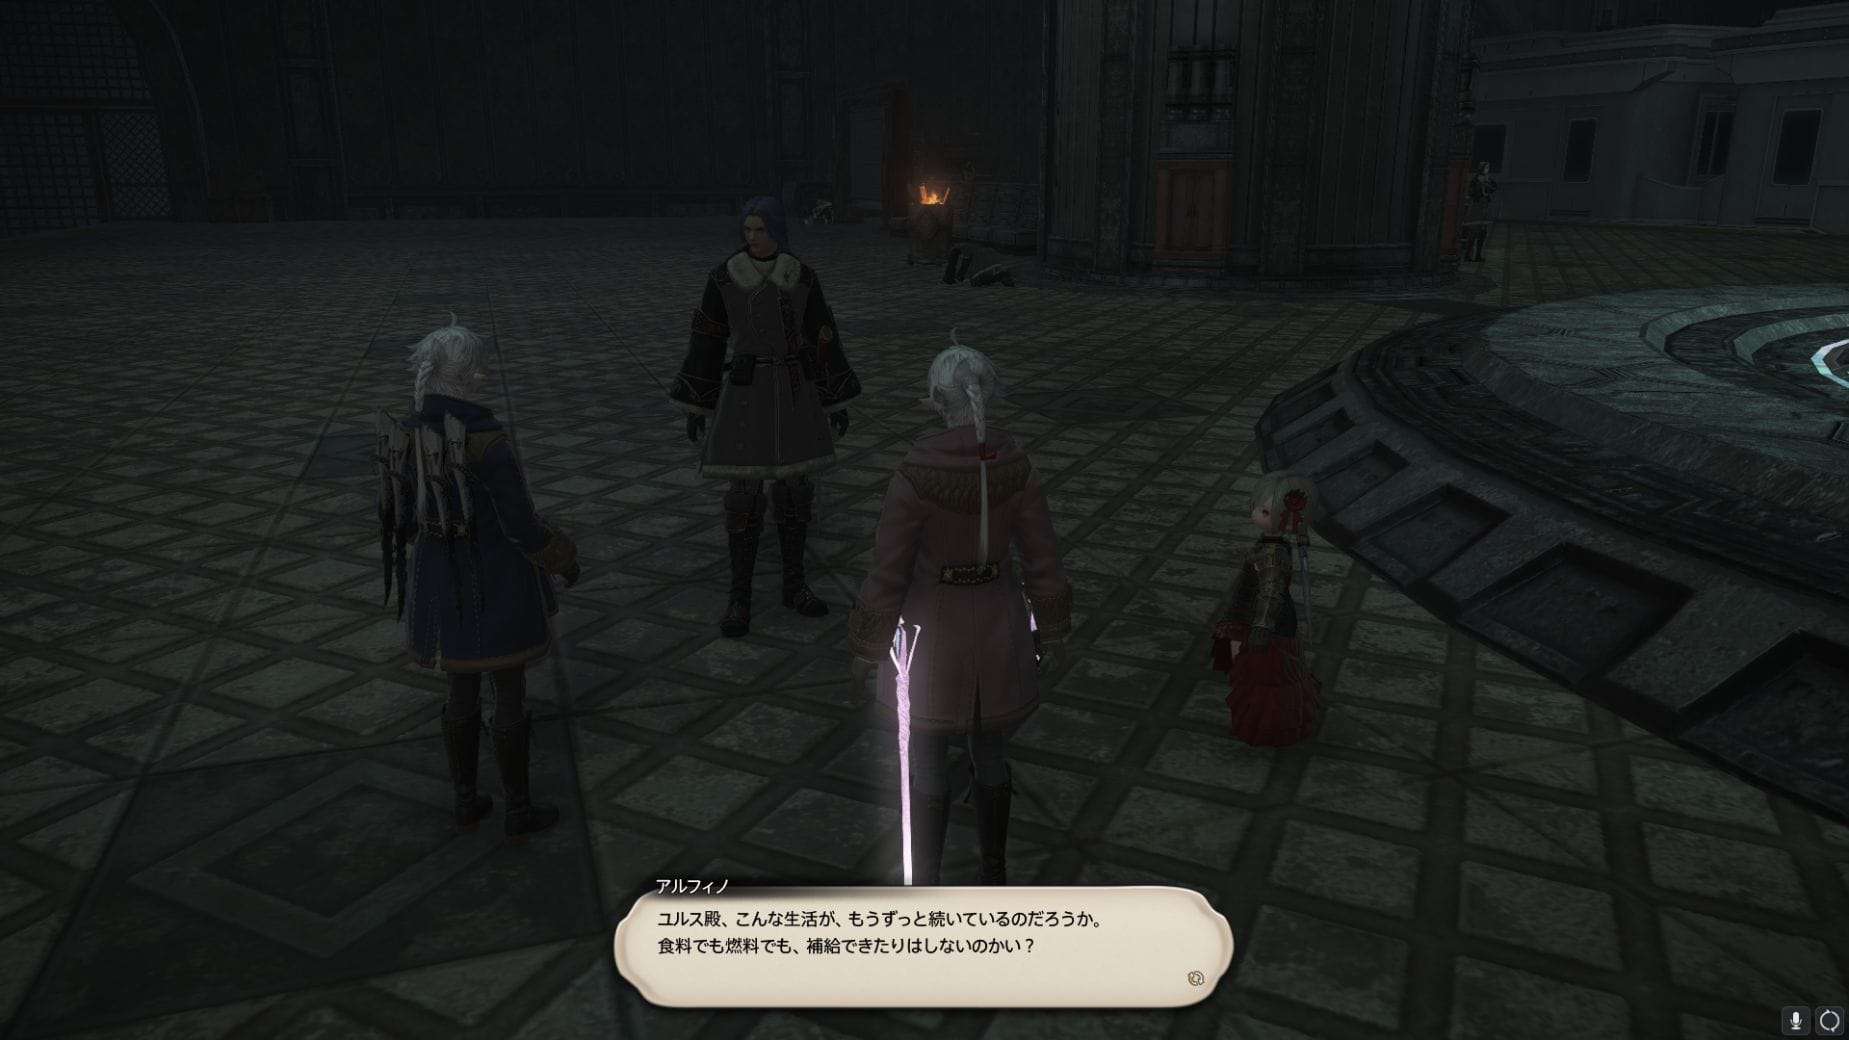 アルフィノ
ユルス殿、こんな生活が、もうずっと続いているのだろうか。
食料でも燃料でも、補給できたりはしないのかい？